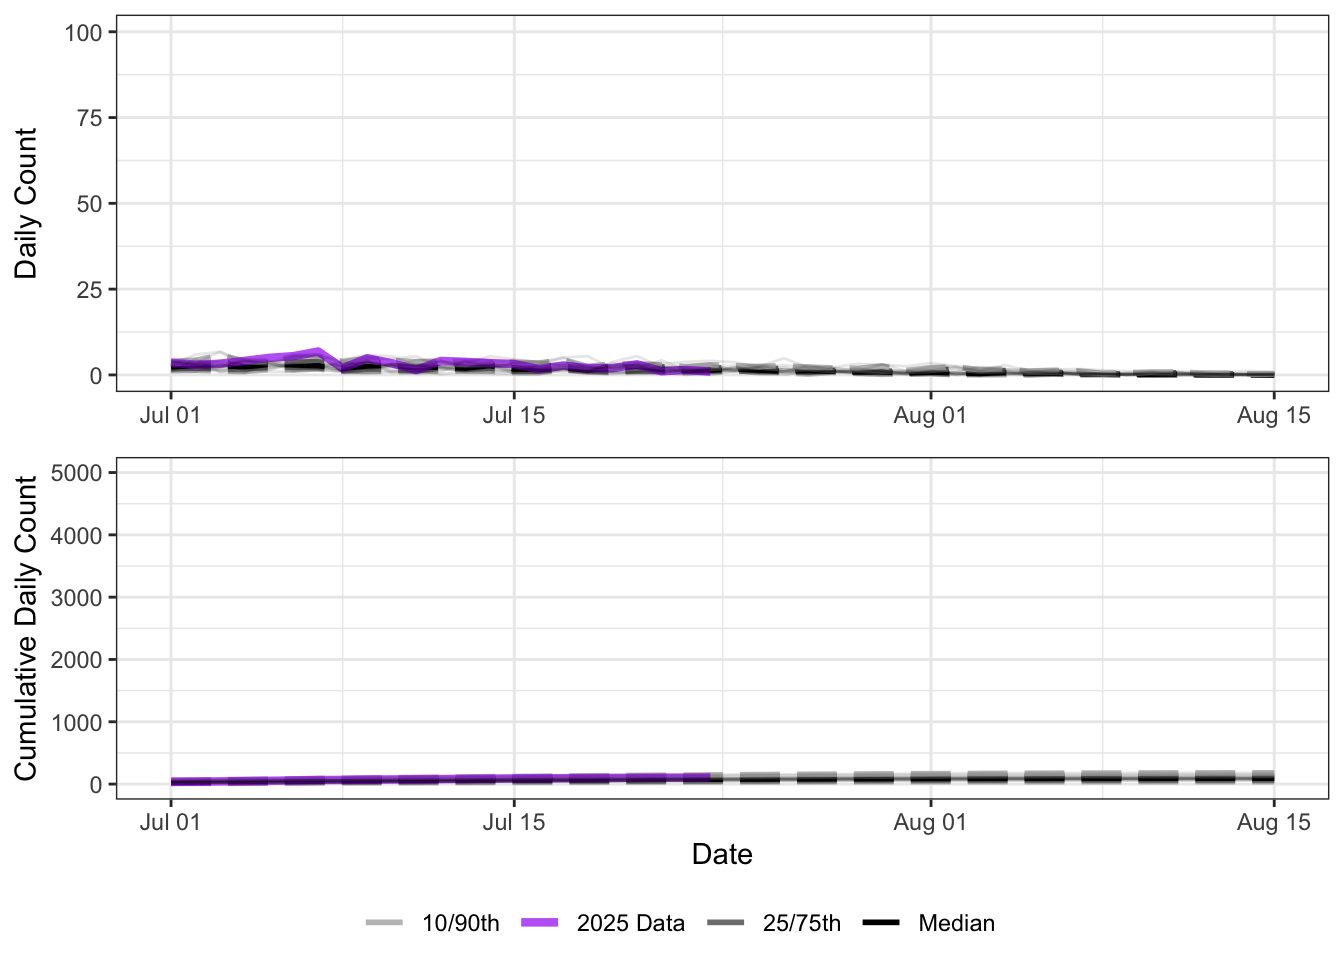 100
75
50
25
0
Daily Count
Jul 01 Jul 15 Aug 01 Aug 15
5000
4000
3000
2000
1000
0
Cumulative Daily Count
Jul 01 Jul 15 Aug 01 Aug 15
Date
10/90th 2025 Data 25/75th Median